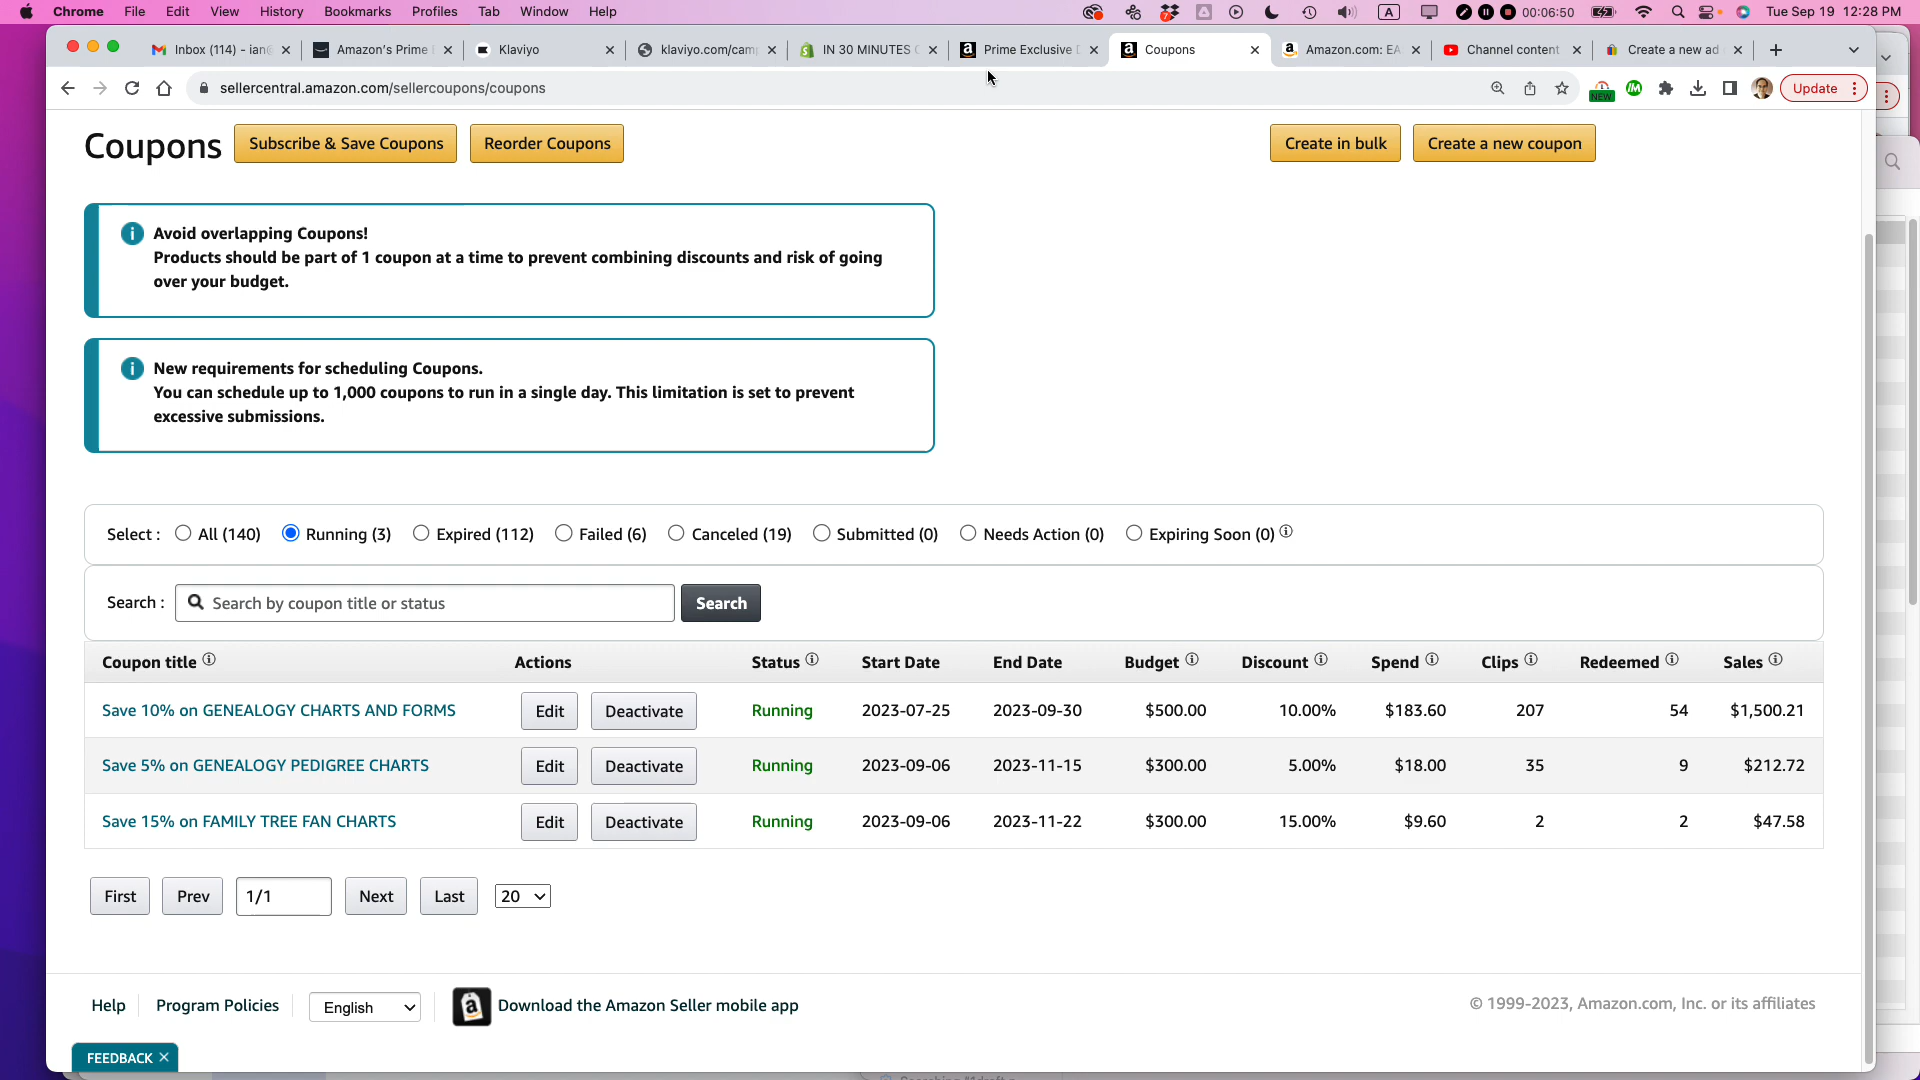 Chrome File Edit View History Bookmarks Profiles Tab Window Help 00:06:50 Tue Sep 19 12:28 PM
Inbox (114) - ian@ Amazon's Prime Klaviyo klaviyo.com/camp IN 30 MINUTES Prime Exclusive D Coupons Amazon.com: EA Channel content Create a new ad
sellercentral.amazon.com/sellercoupons/coupons NEW Update
Coupons Subscribe & Save Coupons Reorder Coupons Create in bulk Create a new coupon
Avoid overlapping Coupons!
Products should be part of 1 coupon at a time to prevent combining discounts and risk of going
over your budget.
New requirements for scheduling Coupons.
You can schedule up to 1,000 coupons to run in a single day. This limitation is set to prevent
excessive submissions.
Select : All (140) Running (3) Expired (112) Failed (6) Canceled (19) Submitted (0) Needs Action (0) Expiring Soon (0)
Search : Search by coupon title or status Search
Coupon title Actions Status Start Date End Date Budget Discount Spend Clips Redeemed Sales
Save 10% on GENEALOGY CHARTS AND FORMS Edit Deactivate Running 2023-07-25 2023-09-30 $500.00 10.00% $183.60 207 54 $1,500.21
Save 5% on GENEALOGY PEDIGREE CHARTS Edit Deactivate Running 2023-09-06 2023-11-15 $300.00 5.00% $18.00 35 9 $212.72
Save 15% on FAMILY TREE FAN CHARTS Edit Deactivate Running 2023-09-06 2023-11-22 $300.00 15.00% $9.60 2 2 $47.58
First Prev 1/1 Next Last 20
Help Program Policies English Download the Amazon Seller mobile app © 1999-2023, Amazon.com, Inc. or its affiliates
FEEDBACK